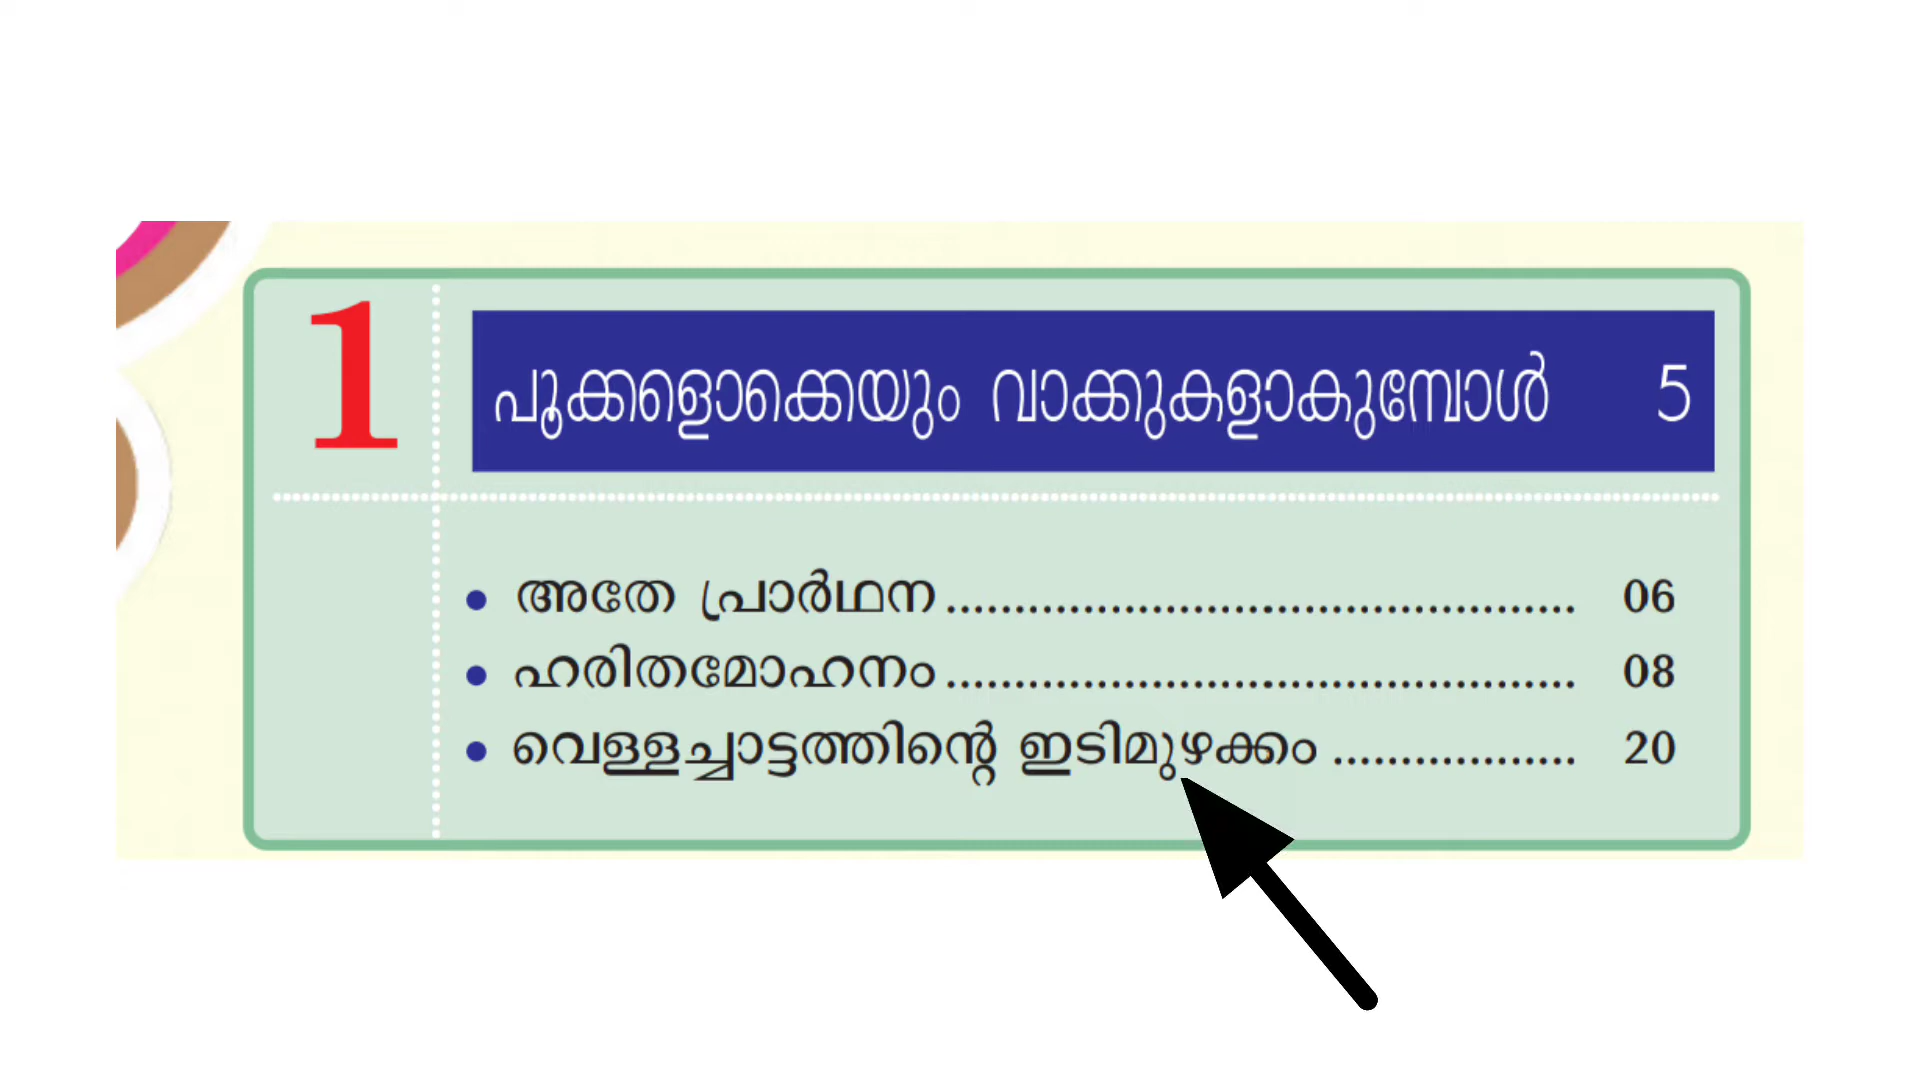 1 പൂക്കളൊക്കെയും വാക്കുകളാകുമ്പോൾ 5
• അതേ പ്രാർഥന .............................................. 06
• ഹരിതമോഹനം .............................................. 08
• വെള്ളച്ചാട്ടത്തിന്റെ ഇടിമുഴക്കം .................. 20